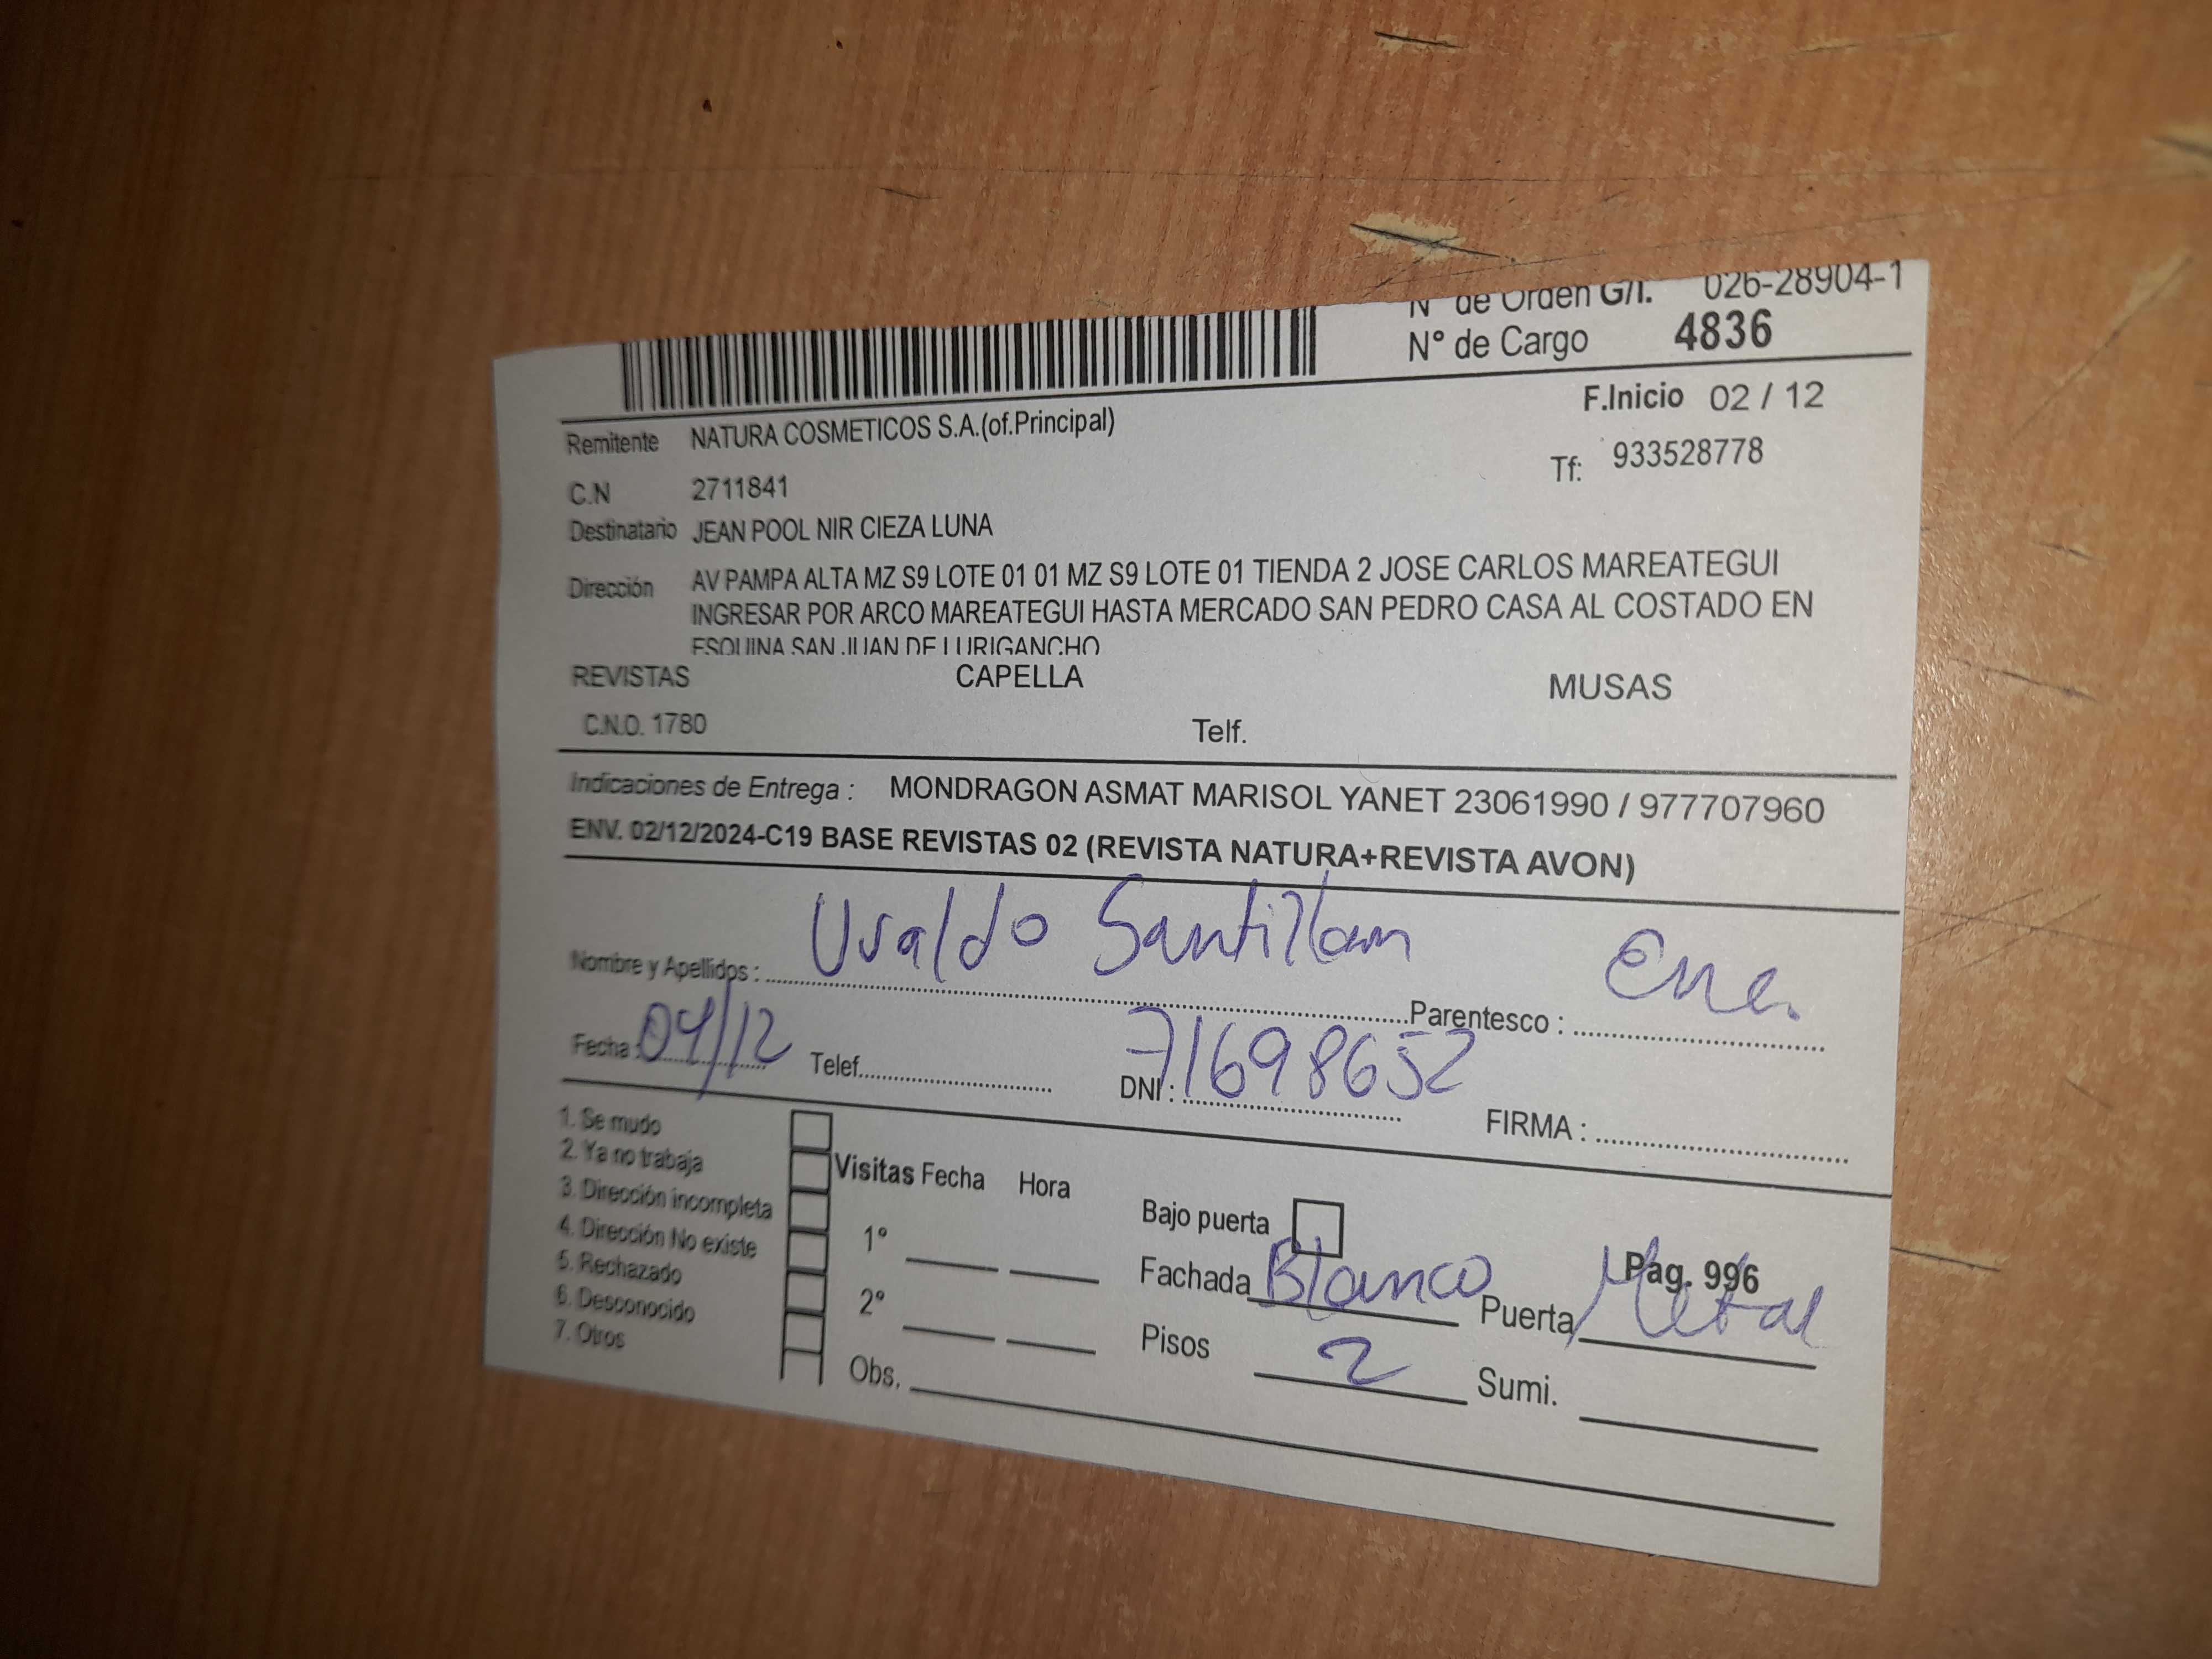 N° de Orden G/I. 026-28904-1
N° de Cargo 4836
F.Inicio 02 / 12
Remitente NATURA COSMETICOS S.A.(of.Principal)
Tf: 933528778
C.N 2711841
Destinatario JEAN POOL NIR CIEZA LUNA
Dirección AV PAMPA ALTA MZ S9 LOTE 01 01 MZ S9 LOTE 01 TIENDA 2 JOSE CARLOS MAREATEGUI
INGRESAR POR ARCO MAREATEGUI HASTA MERCADO SAN PEDRO CASA AL COSTADO EN
ESQUINA SAN JUAN DE LURIGANCHO
REVISTAS CAPELLA MUSAS
C.N.O. 1780 Telf.
Indicaciones de Entrega : MONDRAGON ASMAT MARISOL YANET 23061990 / 977707960
ENV. 02/12/2024-C19 BASE REVISTAS 02 (REVISTA NATURA+REVISTA AVON)
Nombre y Apellidos : Uvaldo Santillan Parentesco : Ene.
Fecha : 04/12 Telef. DNI : 71698652 FIRMA :
1. Se mudo
2. Ya no trabaja
3. Dirección incompleta
4. Dirección No existe
5. Rechazado
6. Desconocido
7. Otros
Visitas Fecha Hora
1°
2°
Obs.
Bajo puerta
Pag. 996
Fachada Blanco Puerta Metal
Pisos 2 Sumi.